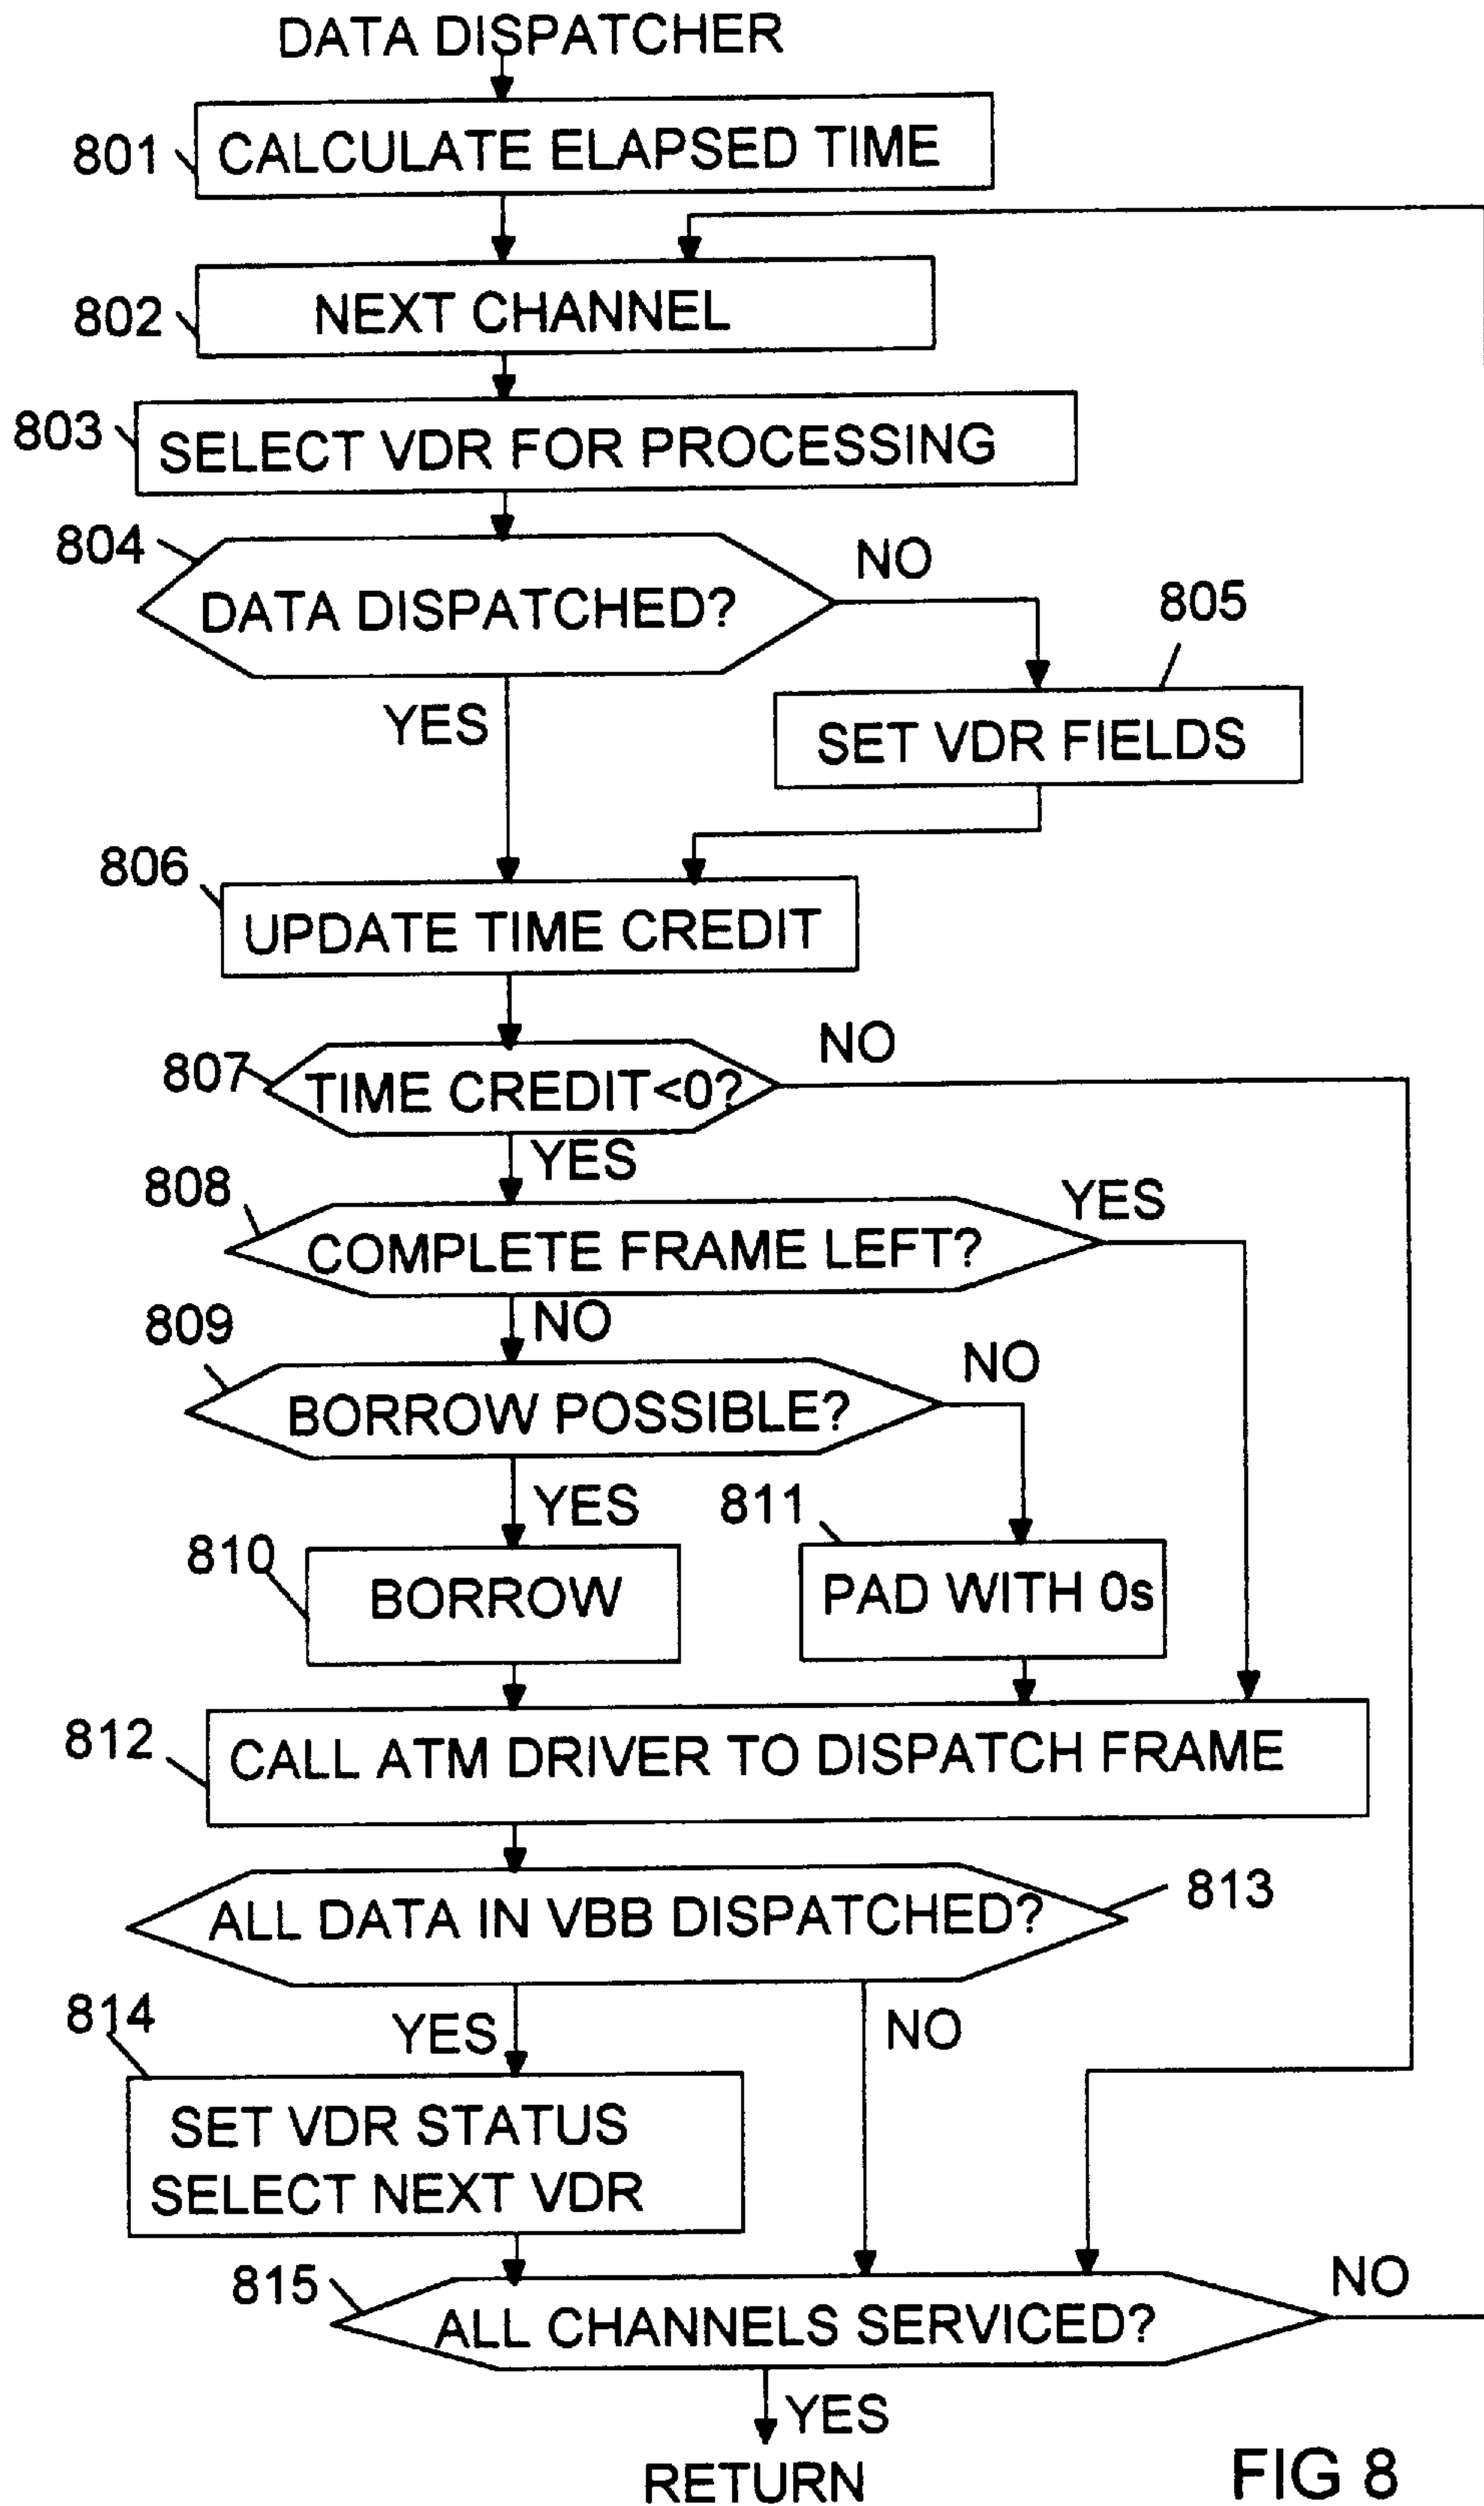 DATA DISPATCHER
801
CALCULATE ELAPSED TIME
802
NEXT CHANNEL
803
SELECT VDR FOR PROCESSING
804
DATA DISPATCHED?
NO
805
YES
SET VDR FIELDS
806
UPDATE TIME CREDIT
807
TIME CREDIT<0?
NO
YES
808
COMPLETE FRAME LEFT?
YES
NO
809
BORROW POSSIBLE?
NO
YES
810
BORROW
811
PAD WITH 0s
812
CALL ATM DRIVER TO DISPATCH FRAME
813
ALL DATA IN VBB DISPATCHED?
YES
NO
814
SET VDR STATUS
SELECT NEXT VDR
815
ALL CHANNELS SERVICED?
NO
YES
RETURN
FIG 8